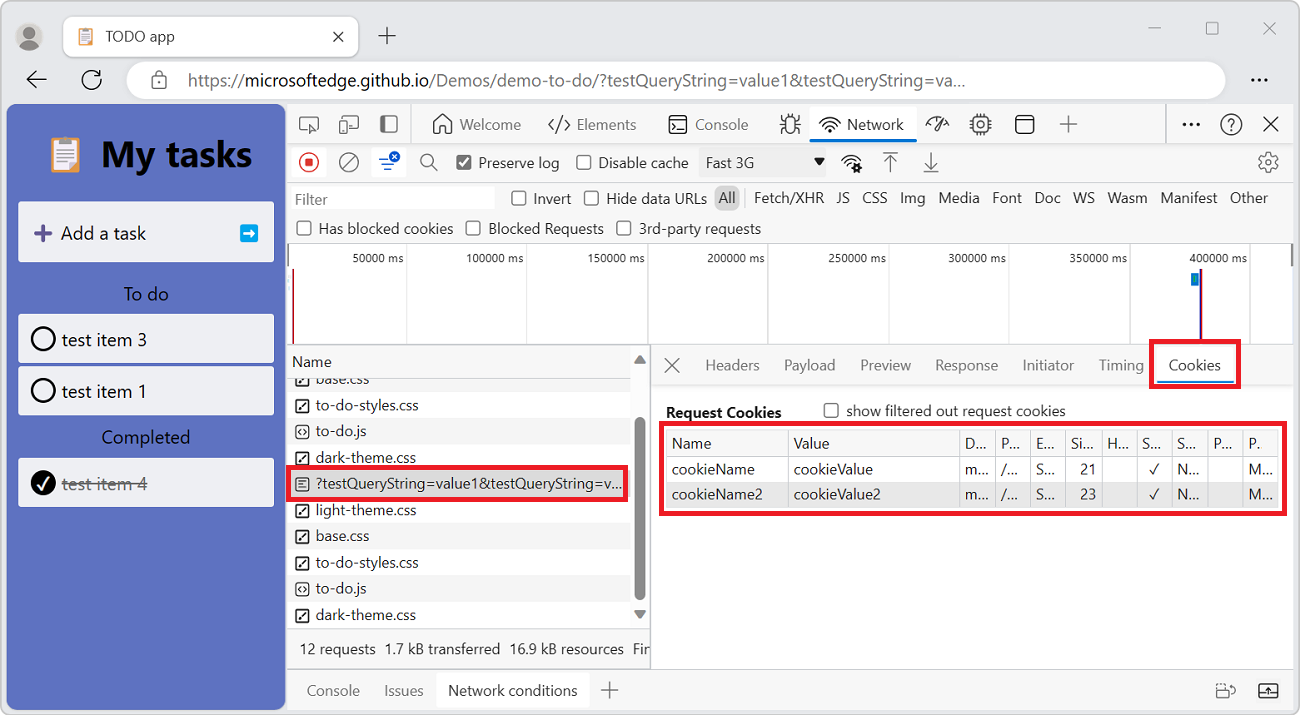 TODO app
https://microsoftedge.github.io/Demos/demo-to-do/?testQueryString=value1&testQueryString=va...
My tasks
Add a task
To do
test item 3
test item 1
Completed
test item 4
Welcome Elements Console Network
Preserve log Disable cache Fast 3G
Filter Invert Hide data URLs All Fetch/XHR JS CSS Img Media Font Doc WS Wasm Manifest Other
Has blocked cookies Blocked Requests 3rd-party requests
50000 ms 100000 ms 150000 ms 200000 ms 250000 ms 300000 ms 350000 ms 400000 ms
Name
base.css
to-do-styles.css
to-do.js
dark-theme.css
?testQueryString=value1&testQueryString=v...
light-theme.css
base.css
to-do-styles.css
to-do.js
dark-theme.css
12 requests 1.7 kB transferred 16.9 kB resources Fir
Headers Payload Preview Response Initiator Timing Cookies
Request Cookies show filtered out request cookies
Name Value D... P... E... Si... H... S... S... P... P.
cookieName cookieValue m... /... S... 21 ✓ N... M...
cookieName2 cookieValue2 m... /... S... 23 ✓ N... M...
Console Issues Network conditions